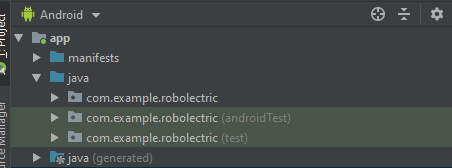 Android
1: Project
app
manifests
java
com.example.robolectric
com.example.robolectric (androidTest)
com.example.robolectric (test)
java (generated)